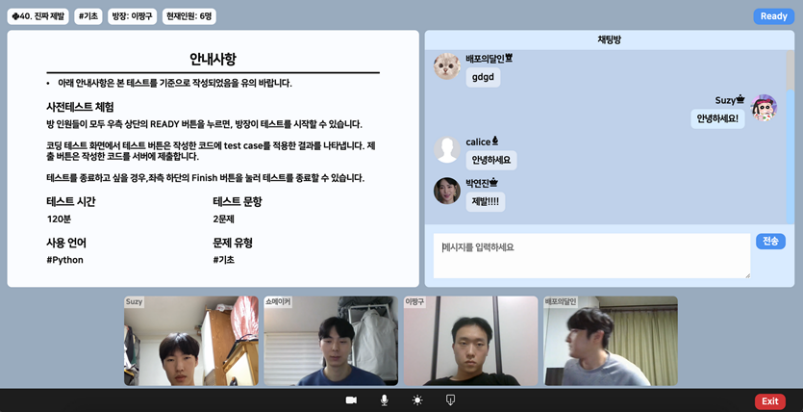 ◆40. 진짜 제발
#기초
방장: 이짱구
현재인원: 6명
Ready
안내사항
• 아래 안내사항은 본 테스트를 기준으로 작성되었음을 유의 바랍니다.
사전테스트 체험
방 인원들이 모두 우측 상단의 READY 버튼을 누르면, 방장이 테스트를 시작할 수 있습니다.
코딩 테스트 화면에서 테스트 버튼은 작성한 코드에 test case를 적용한 결과를 나타냅니다. 제
출 버튼은 작성한 코드를 서버에 제출합니다.
테스트를 종료하고 싶을 경우,좌측 하단의 Finish 버튼을 눌러 테스트를 종료할 수 있습니다.
테스트 시간
테스트 문항
120분
2문제
사용 언어
문제 유형
#Python
#기초
채팅방
배포의달인
gdgd
Suzy
안녕하세요!
calice
안녕하세요
박연진
제발!!!!
메시지를 입력하세요
전송
Suzy
쇼메이커
이짱구
배포의달인
Exit